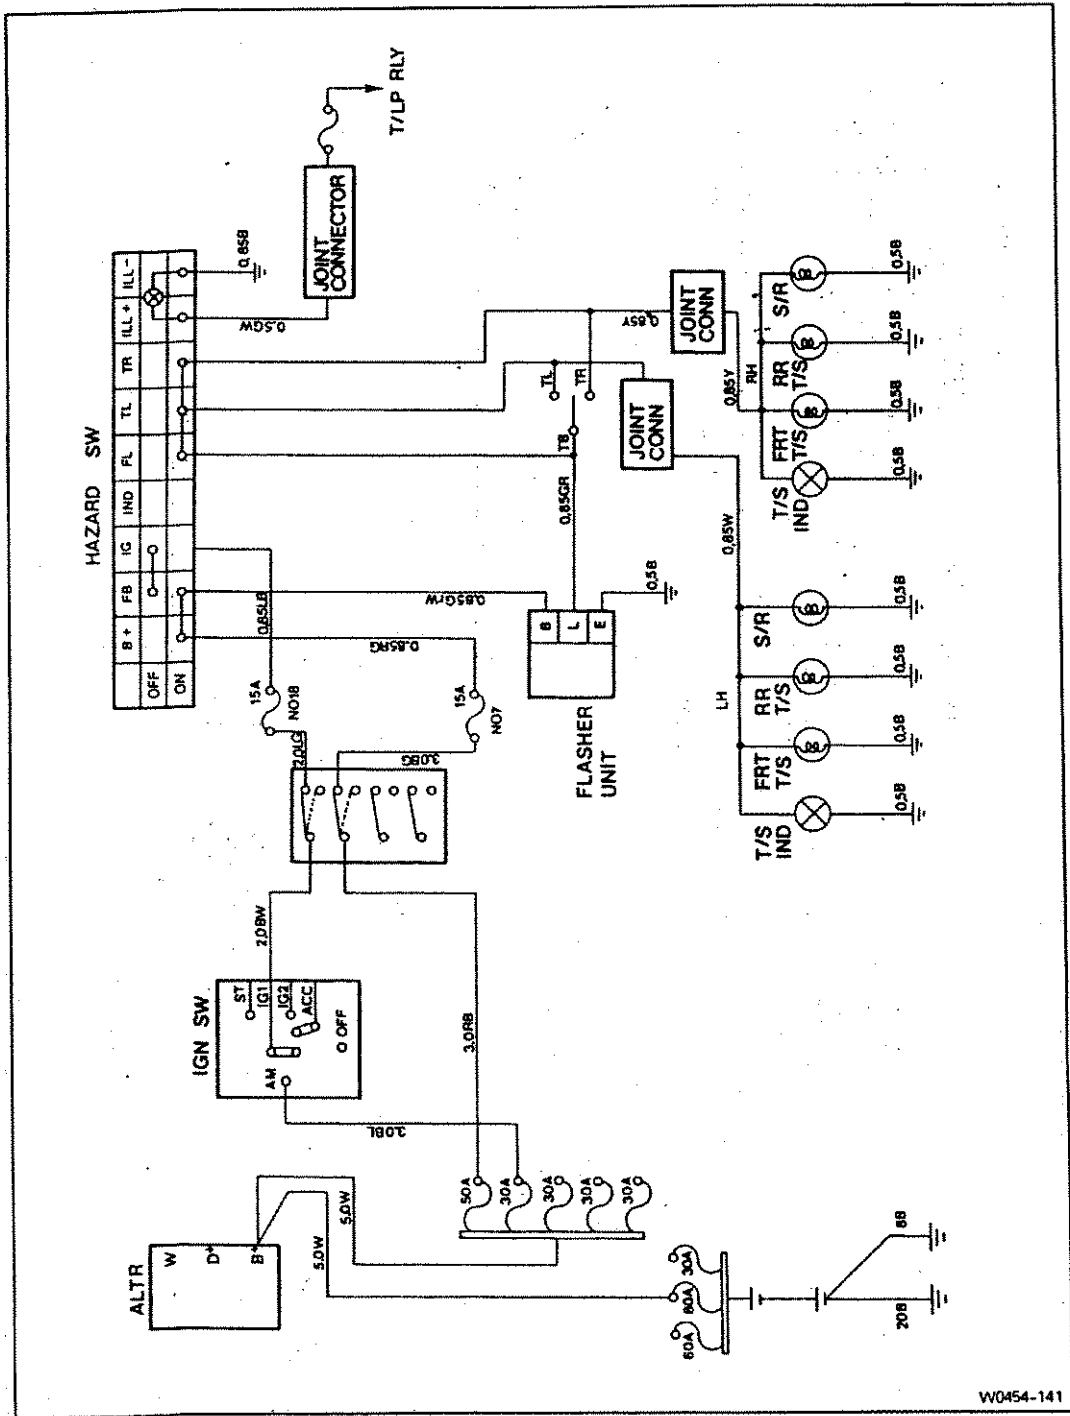 HAZARD SW
B +
FB
IG
IND
FL
TL
TR
ILL +
ILL -
OFF
ON
0.85LB
0.85GrW
0.85RG
0.5GW
0.85B
JOINT
CONNECTOR
T/LP RLY
15A
NO18
15A
NO7
2.0LG
3.0BG
IGN SW
ST
IG1
IG2
ACC
AM
OFF
2.0BW
3.0RB
3.0BL
FLASHER
UNIT
B
L
E
0.5B
0.85GR
TB
TL
TR
JOINT
CONN
0.85Y
JOINT
CONN
0.85W
0.85Y
RH
LH
T/S
IND
FRT
T/S
RR
T/S
S/R
0.5B
0.5B
0.5B
0.5B
T/S
IND
FRT
T/S
RR
T/S
S/R
0.5B
0.5B
0.5B
0.5B
ALTR
W
D+
B+
5.0W
5.0W
50A
30A
30A
30A
30A
60A
30A
20B
8B
W0454-141